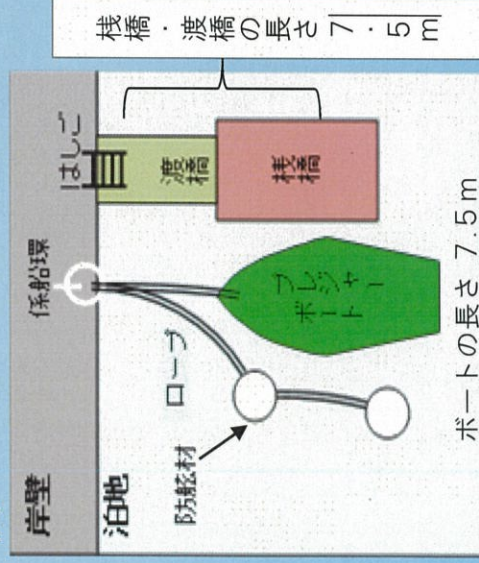 岸壁
泊地
係船環
はしご
渡橋
桟橋
桟橋・渡橋の長さ 7.5m
ロープ
防舷材
プレジャー
ボート
ボートの長さ 7.5m